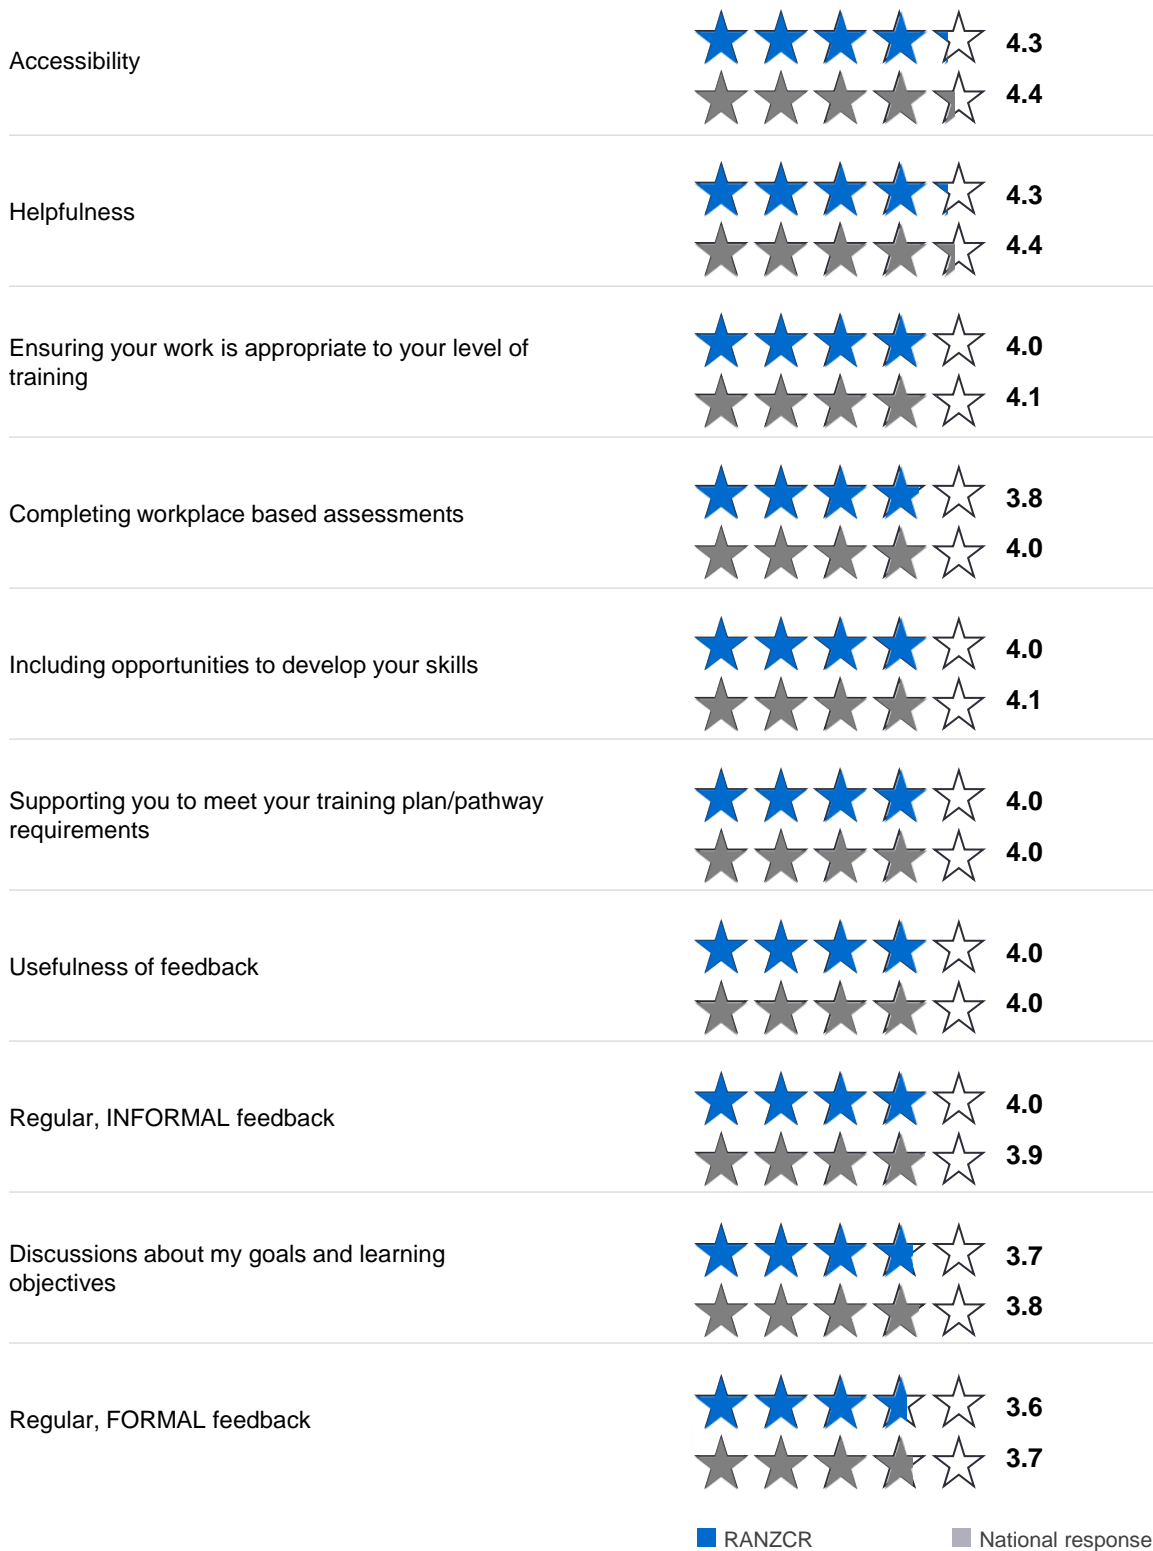 Accessibility
4.3
4.4
Helpfulness
4.3
4.4
Ensuring your work is appropriate to your level of
training
4.0
4.1
Completing workplace based assessments
3.8
4.0
Including opportunities to develop your skills
4.0
4.1
Supporting you to meet your training plan/pathway
requirements
4.0
4.0
Usefulness of feedback
4.0
4.0
Regular, INFORMAL feedback
4.0
3.9
Discussions about my goals and learning
objectives
3.7
3.8
Regular, FORMAL feedback
3.6
3.7
RANZCR National response